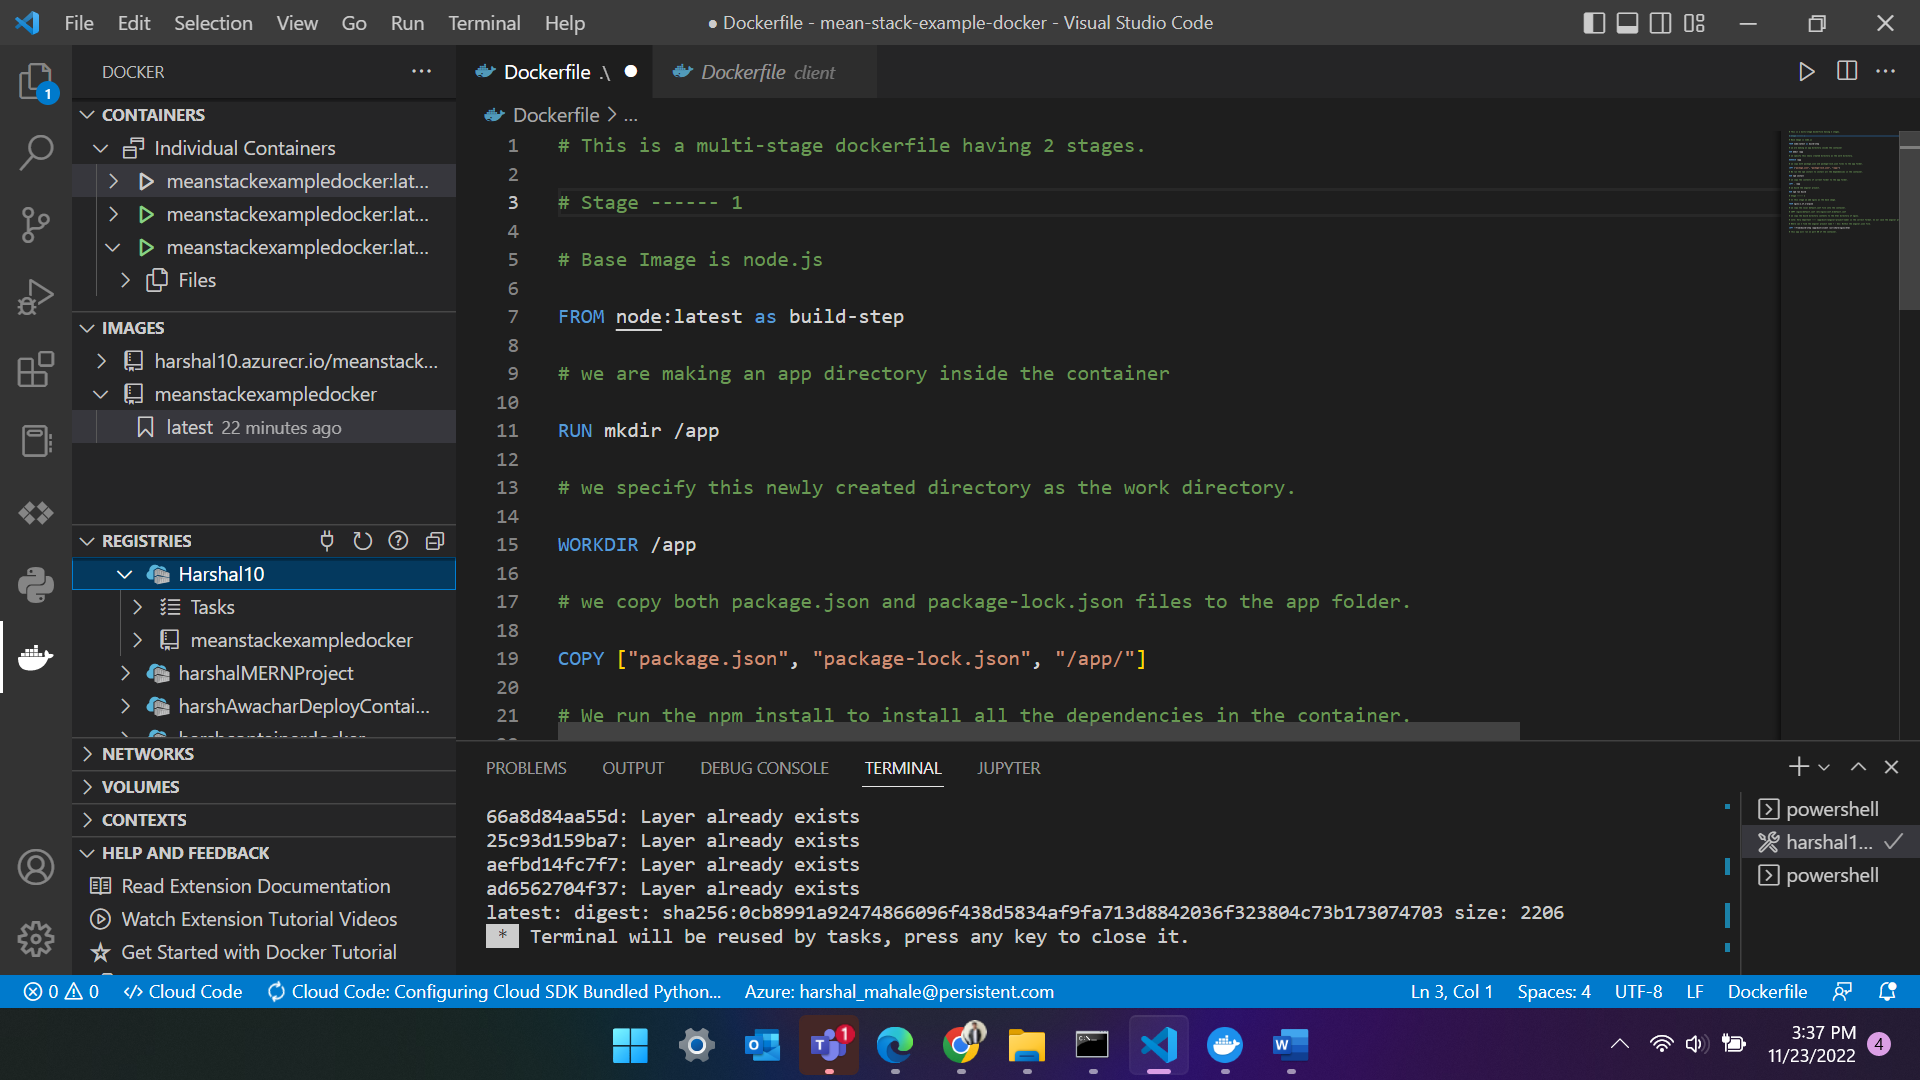 File Edit Selection View Go Run Terminal Help
● Dockerfile - mean-stack-example-docker - Visual Studio Code
DOCKER
CONTAINERS
Individual Containers
meanstackexampledocker:lat...
meanstackexampledocker:lat...
meanstackexampledocker:lat...
Files
IMAGES
harshal10.azurecr.io/meanstack...
meanstackexampledocker
latest 22 minutes ago
REGISTRIES
Harshal10
Tasks
meanstackexampledocker
harshalMERNProject
harshAwacharDeployContai...
NETWORKS
VOLUMES
CONTEXTS
HELP AND FEEDBACK
Read Extension Documentation
Watch Extension Tutorial Videos
Get Started with Docker Tutorial
1
Dockerfile .\ ●
Dockerfile client
Dockerfile > ...
1 # This is a multi-stage dockerfile having 2 stages.
2
3 # Stage ------ 1
4
5 # Base Image is node.js
6
7 FROM node:latest as build-step
8
9 # we are making an app directory inside the container
10
11 RUN mkdir /app
12
13 # we specify this newly created directory as the work directory.
14
15 WORKDIR /app
16
17 # we copy both package.json and package-lock.json files to the app folder.
18
19 COPY ["package.json", "package-lock.json", "/app/"]
20
21 # We run the npm install to install all the dependencies in the container.
PROBLEMS OUTPUT DEBUG CONSOLE TERMINAL JUPYTER
66a8d84aa55d: Layer already exists
25c93d159ba7: Layer already exists
aefbd14fc7f7: Layer already exists
ad6562704f37: Layer already exists
latest: digest: sha256:0cb8991a92474866096f438d5834af9fa713d8842036f323804c73b173074703 size: 2206
* Terminal will be reused by tasks, press any key to close it.
powershell
harshal1...
powershell
0 0 Cloud Code Cloud Code: Configuring Cloud SDK Bundled Python... Azure: harshal_mahale@persistent.com
Ln 3, Col 1 Spaces: 4 UTF-8 LF Dockerfile
1
3:37 PM
11/23/2022
4